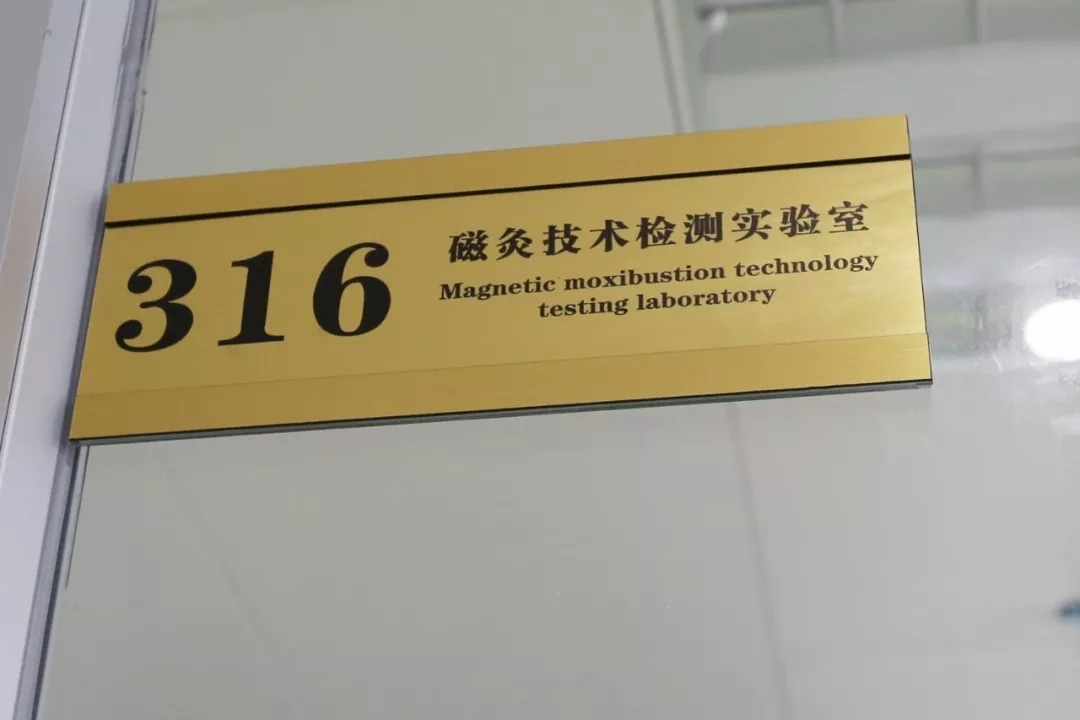 316
磁灸技术检测实验室
Magnetic moxibustion technology
testing laboratory